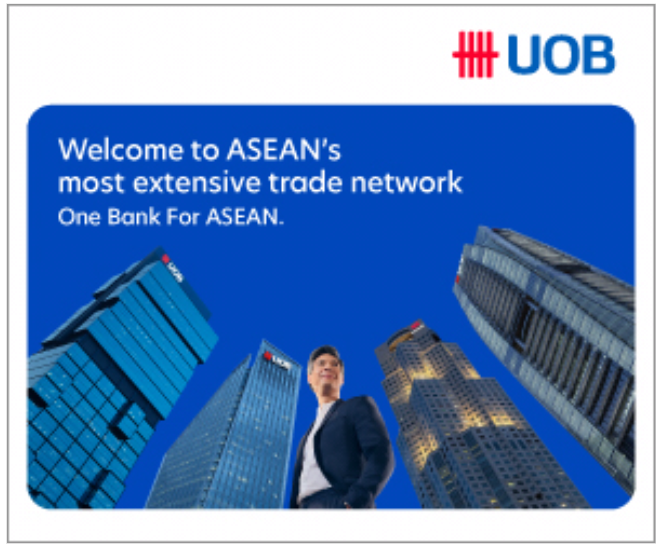 UOB
Welcome to ASEAN's
most extensive trade network
One Bank For ASEAN.
UOB
UOB